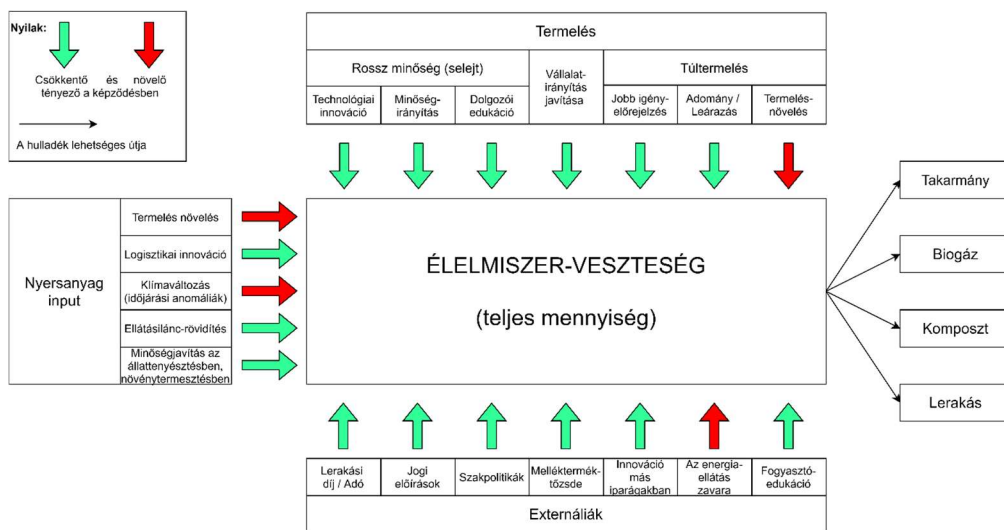 Nyilak:
Csökkentő és növelő
tényező a képződésben
A hulladék lehetséges útja
Termelés
Rossz minőség (selejt)
Vállalat-
irányítás
javítása
Túltermelés
Technológiai
innováció
Minőség-
irányítás
Dolgozói
edukáció
Jobb igény-
előrejelzés
Adomány /
Leárazás
Termelés-
növelés
Nyersanyag
input
Termelés növelés
Logisztikai innováció
Klímaváltozás
(időjárási anomáliák)
Ellátásilánc-rövidítés
Minőségjavítás az
állattenyésztésben,
növénytermesztésben
ÉLELMISZER-VESZTESÉG
(teljes mennyiség)
Takarmány
Biogáz
Komposzt
Lerakás
Lerakási
díj / Adó
Jogi
előírások
Szakpolitikák
Melléktermék-
tőzsde
Innováció
más
iparágakban
Az energia-
ellátás
zavara
Fogyasztó-
edukáció
Externáliák